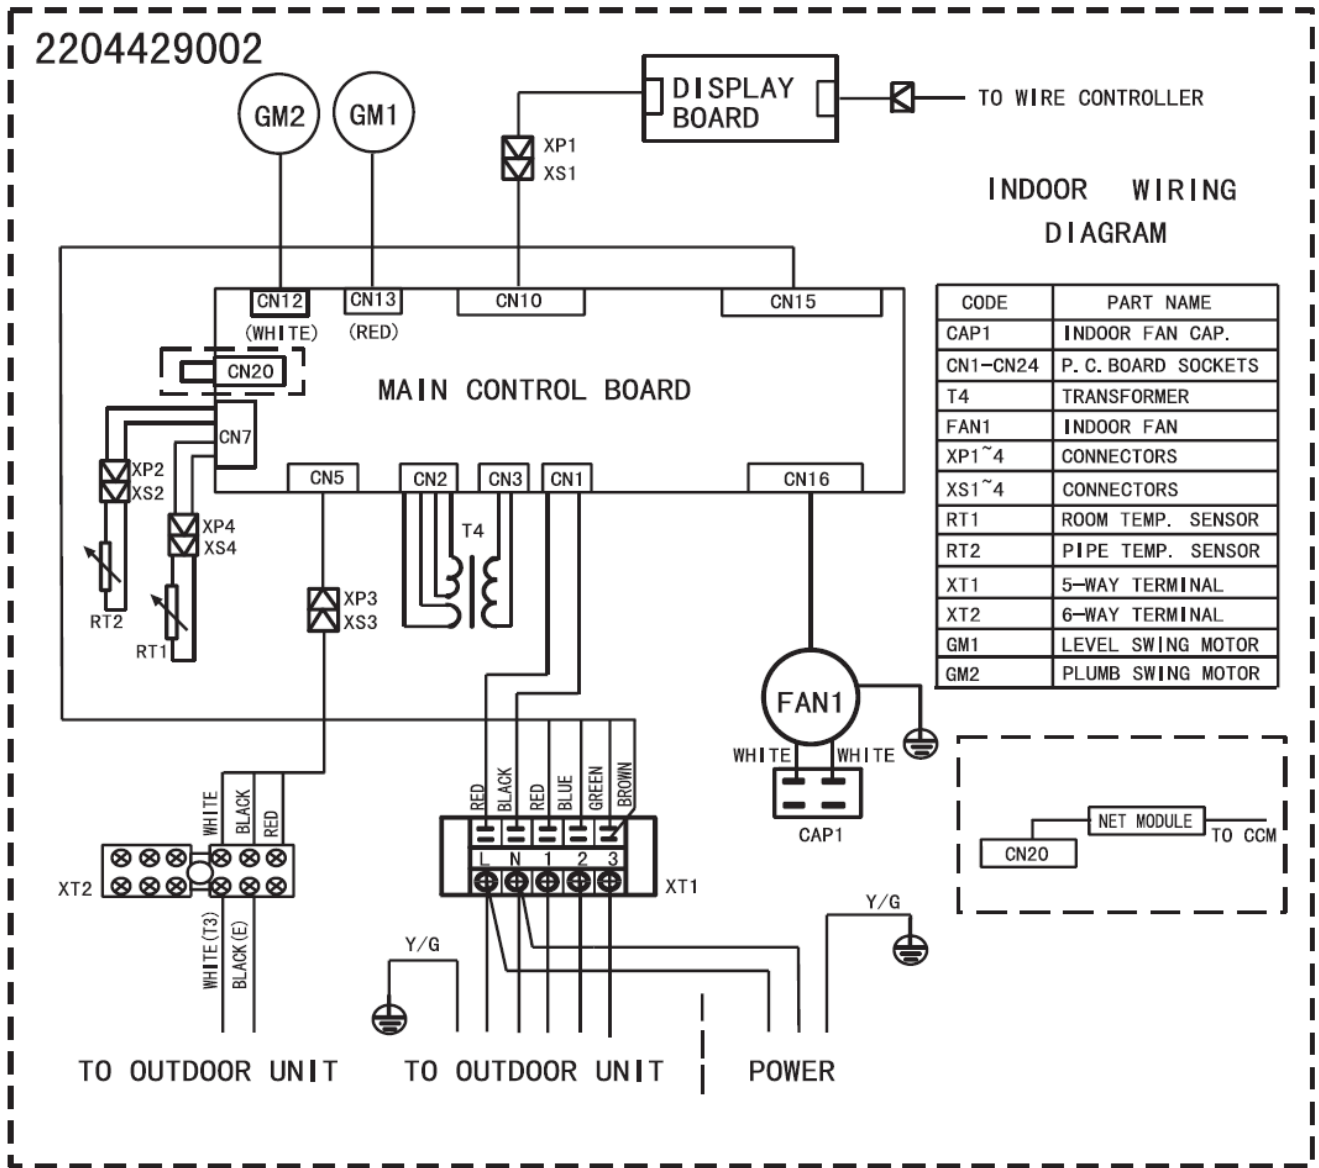 2204429002
GM2
GM1
DISPLAY
BOARD
TO WIRE CONTROLLER
XP1
XS1
INDOOR WIRING
DIAGRAM
CN12
CN13
CN10
CN15
(WHITE)
(RED)
CN20
MAIN CONTROL BOARD
CN7
CN5
CN2
CN3
CN1
CN16
XP2
XS2
XP4
XS4
T4
XP3
XS3
RT2
RT1
CODE PART NAME
CAP1 INDOOR FAN CAP.
CN1-CN24 P.C.BOARD SOCKETS
T4 TRANSFORMER
FAN1 INDOOR FAN
XP1~4 CONNECTORS
XS1~4 CONNECTORS
RT1 ROOM TEMP. SENSOR
RT2 PIPE TEMP. SENSOR
XT1 5-WAY TERMINAL
XT2 6-WAY TERMINAL
GM1 LEVEL SWING MOTOR
GM2 PLUMB SWING MOTOR
FAN1
WHITE
WHITE
CAP1
WHITE
BLACK
RED
RED
BLACK
RED
BLUE
GREEN
BROWN
L N 1 2 3
XT2
XT1
NET MODULE
TO CCM
CN20
WHITE(T3)
BLACK(E)
Y/G
Y/G
TO OUTDOOR UNIT
TO OUTDOOR UNIT
POWER